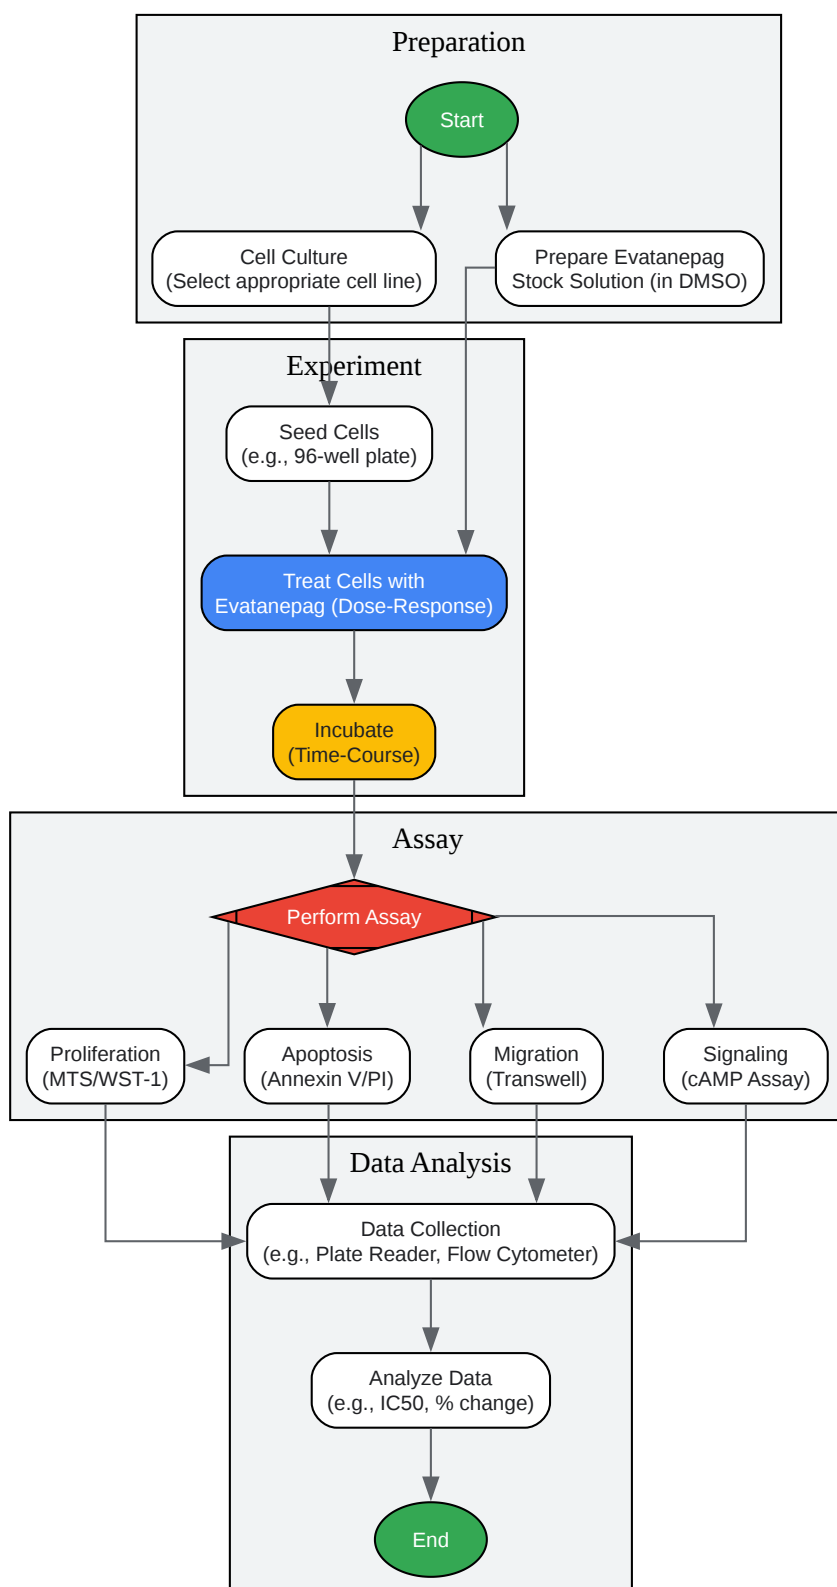 Preparation
Start
Cell Culture
(Select appropriate cell line)
Prepare Evatanepag
Stock Solution (in DMSO)
Experiment
Seed Cells
(e.g., 96-well plate)
Treat Cells with
Evatanepag (Dose-Response)
Incubate
(Time-Course)
Assay
Perform Assay
Proliferation
(MTS/WST-1)
Apoptosis
(Annexin V/PI)
Migration
(Transwell)
Signaling
(cAMP Assay)
Data Analysis
Data Collection
(e.g., Plate Reader, Flow Cytometer)
Analyze Data
(e.g., IC50, % change)
End